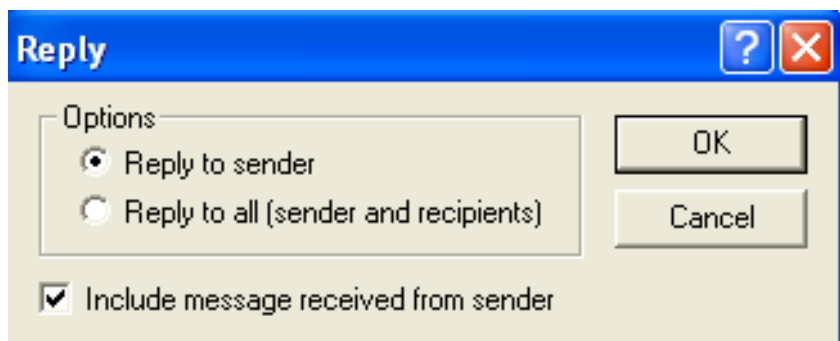 Reply
?
Options
Reply to sender
OK
Reply to all (sender and recipients)
Cancel
Include message received from sender